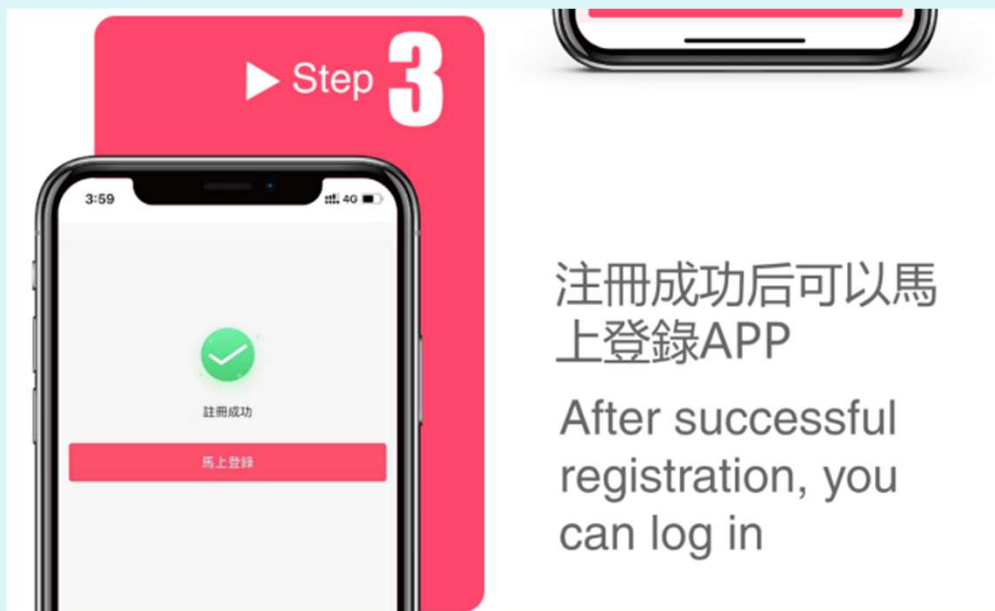 Step 3
3:59
4G
註冊成功
馬上登錄
注冊成功后可以馬
上登錄APP
After successful
registration, you
can log in